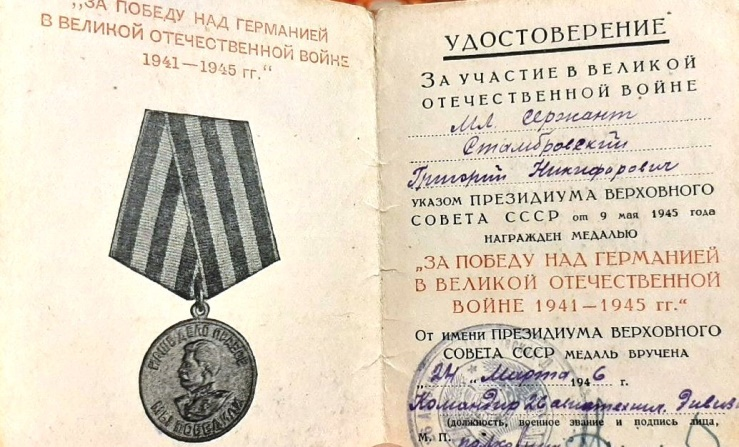 „ЗА ПОБЕДУ НАД ГЕРМАНИЕЙ
В ВЕЛИКОЙ ОТЕЧЕСТВЕННОЙ ВОЙНЕ
1941—1945 гг.“
НАШЕ ДЕЛО ПРАВОЕ
МЫ ПОБЕДИЛИ
УДОСТОВЕРЕНИЕ
ЗА УЧАСТИЕ В ВЕЛИКОЙ
ОТЕЧЕСТВЕННОЙ ВОЙНЕ
Мл. сержант
Стамбровский
Григорий Никифорович
УКАЗОМ ПРЕЗИДИУМА ВЕРХОВНОГО
СОВЕТА СССР от 9 мая 1945 года
НАГРАЖДЕН МЕДАЛЬЮ
„ЗА ПОБЕДУ НАД ГЕРМАНИЕЙ
В ВЕЛИКОЙ ОТЕЧЕСТВЕННОЙ
ВОЙНЕ 1941—1945 гг.“
От имени ПРЕЗИДИУМА ВЕРХОВНОГО
СОВЕТА СССР МЕДАЛЬ ВРУЧЕНА
„24„ Марта 1946 г.
Командир 26 авиатехнич. Дивиз
(должность, военное звание и подпись лица,
М. П.